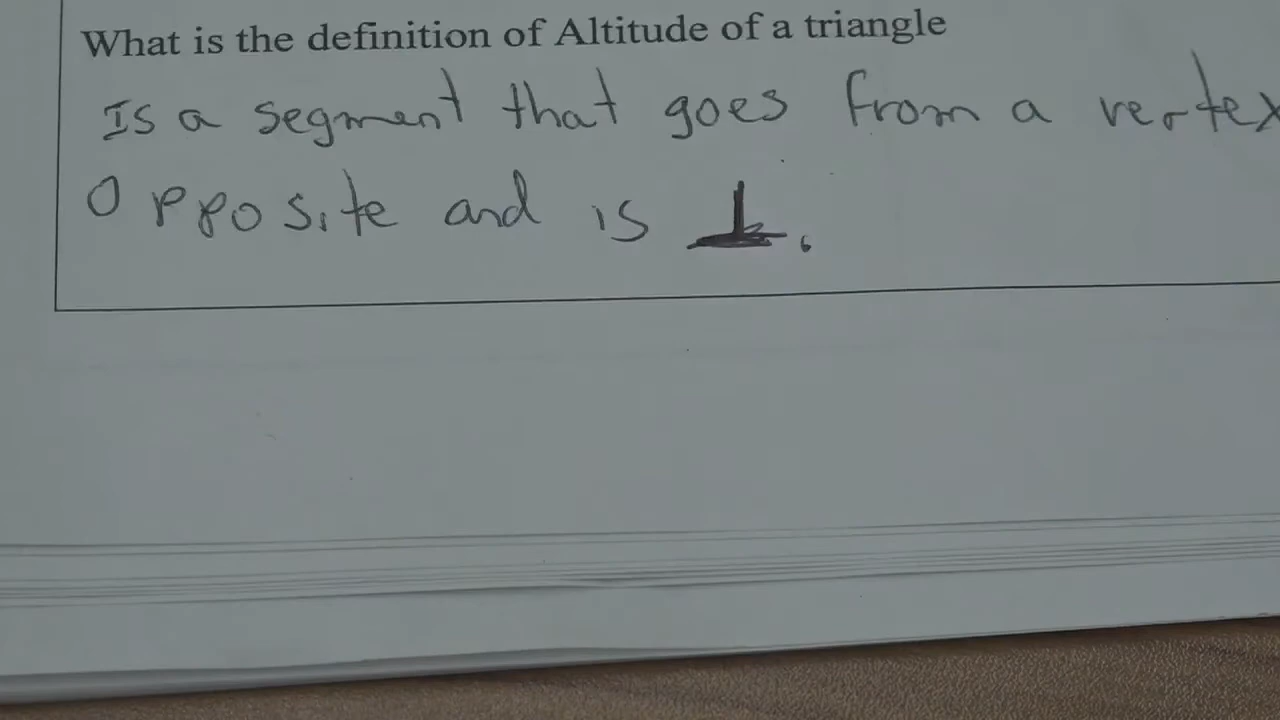 What is the definition of Altitude of a triangle
Is a segment that goes from a vertex
Opposite and is ⊥.